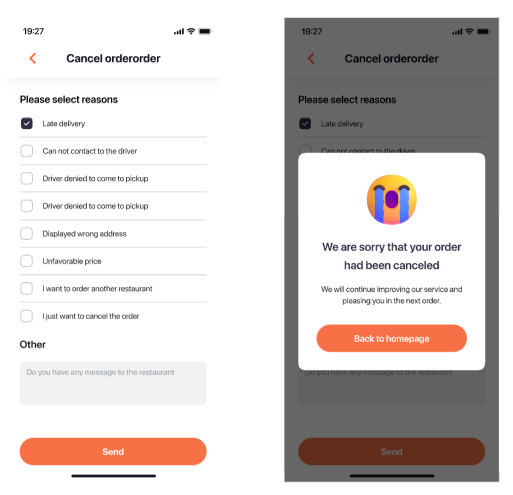 19:27
Cancel orderorder
Please select reasons
Late delivery
Can not contact to the driver
Driver denied to come to pickup
Driver denied to come to pickup
Displayed wrong address
Unfavorable price
I want to order another restaurant
I just want to cancel the order
Other
Do you have any message to the restaurant
Send
19:27
Cancel orderorder
Please select reasons
Late delivery
Can not contact to the driver
We are sorry that your order
had been canceled
We will continue improving our service and
pleasing you in the next order.
Back to homepage
Do you have any message to the restaurant
Send